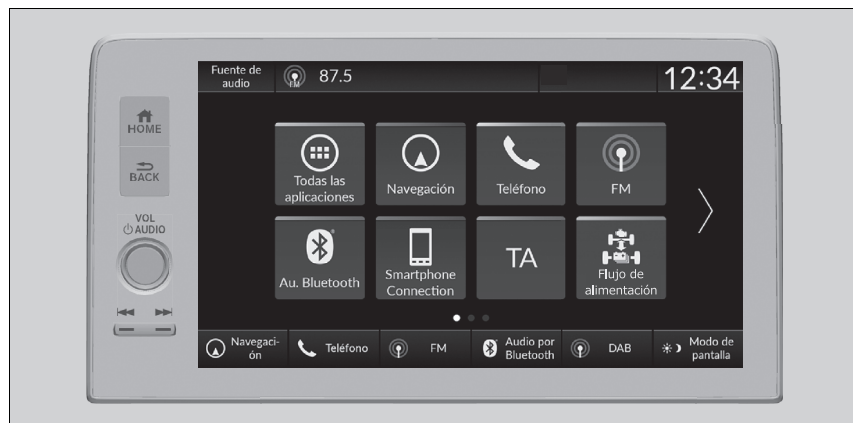 Fuente de
audio
FM
87.5
12:34
HOME
BACK
VOL
AUDIO
Todas las
aplicaciones
Navegación
Teléfono
FM
Au. Bluetooth
Smartphone
Connection
TA
Flujo de
alimentación
Navegaci-
ón
Teléfono
FM
Audio por
Bluetooth
DAB
Modo de
pantalla